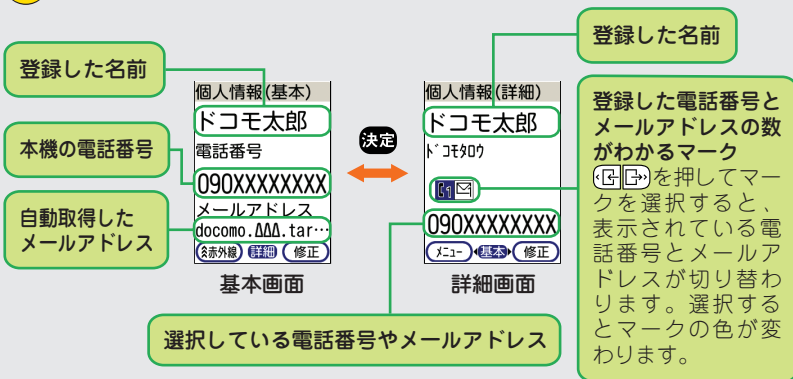 登録した名前
登録した名前
個人情報(基本)
ドコモ太郎
電話番号
090XXXXXXXX
メールアドレス
docomo.ΔΔΔ.tar…
赤外線 詳細 修正
基本画面
本機の電話番号
自動取得した
メールアドレス
決定
個人情報(詳細)
ドコモ太郎
ドコモタロウ
1
090XXXXXXXX
メニュー 基本 修正
詳細画面
登録した電話番号と
メールアドレスの数
がわかるマーク
を押してマー
クを選択すると、
表示されている電
話番号とメールア
ドレスが切り替わ
ります。選択する
とマークの色が変
わります。
選択している電話番号やメールアドレス